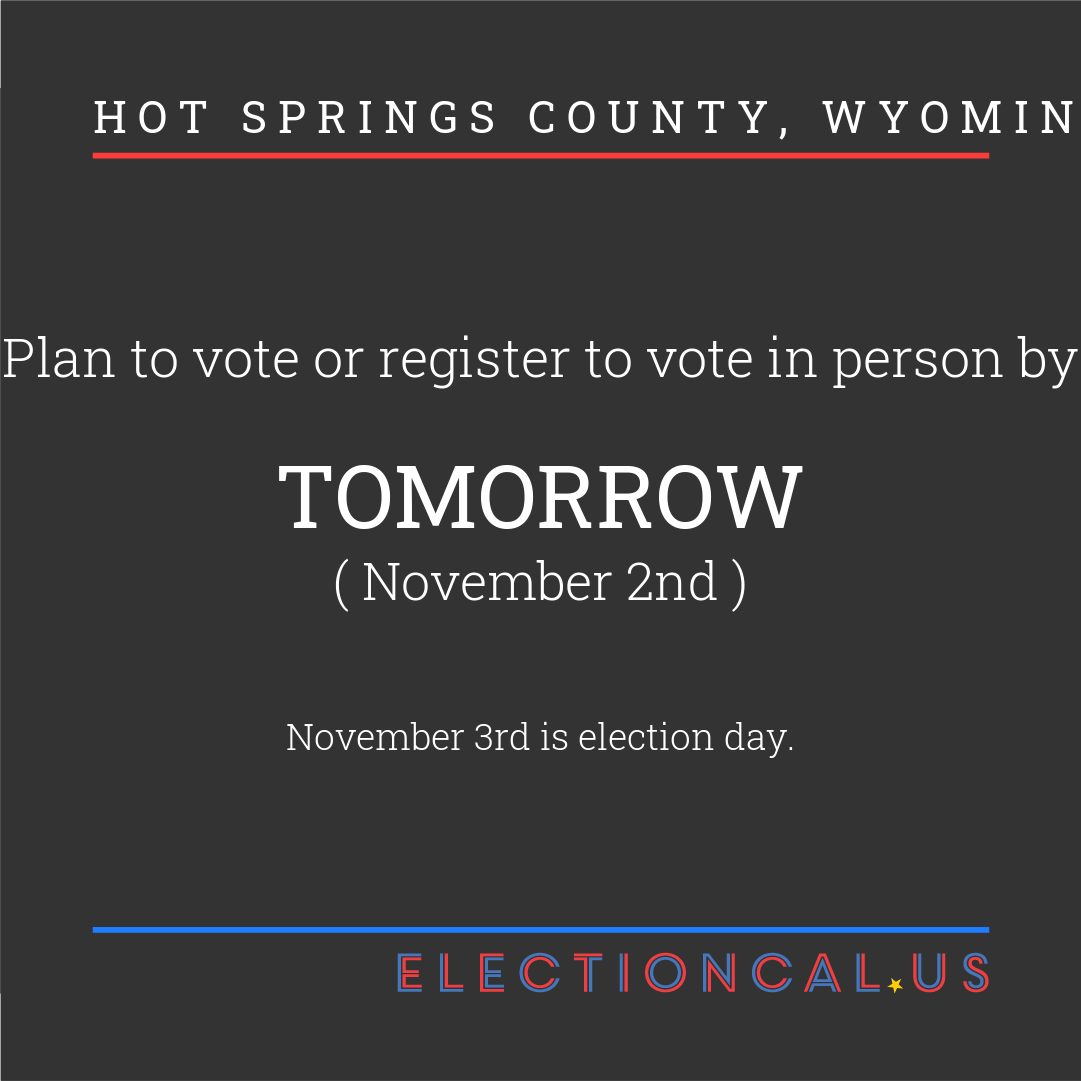 HOT SPRINGS COUNTY, WYOMIN
Plan to vote or register to vote in person by
TOMORROW
( November 2nd )
November 3rd is election day.
ELECTIONCAL.US